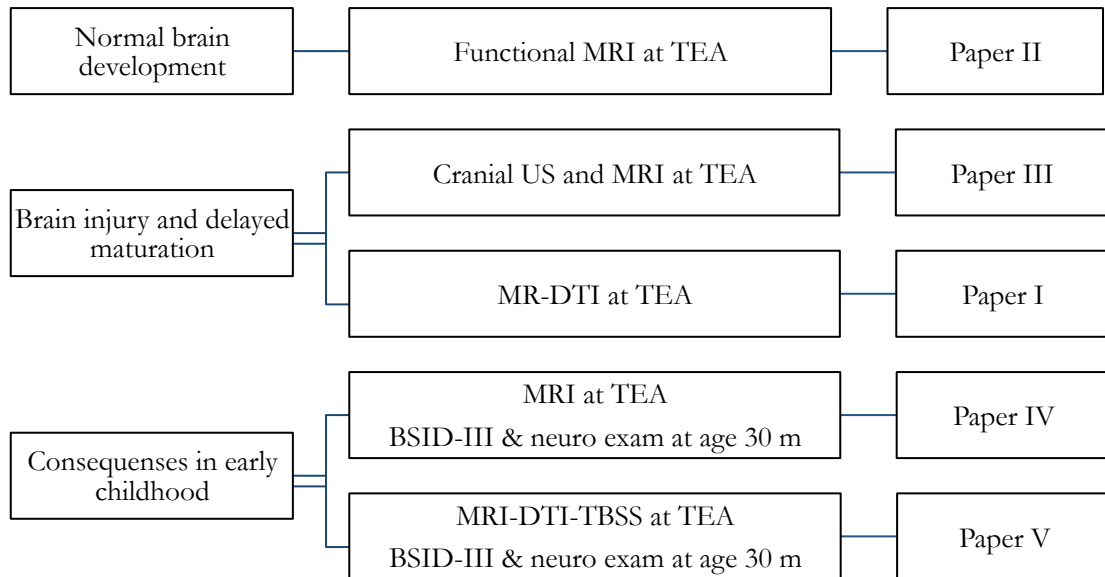 Normal brain
development
Functional MRI at TEA
Paper II
Brain injury and delayed
maturation
Cranial US and MRI at TEA
Paper III
MR-DTI at TEA
Paper I
Consequenses in early
childhood
MRI at TEA
BSID-III & neuro exam at age 30 m
Paper IV
MRI-DTI-TBSS at TEA
BSID-III & neuro exam at age 30 m
Paper V